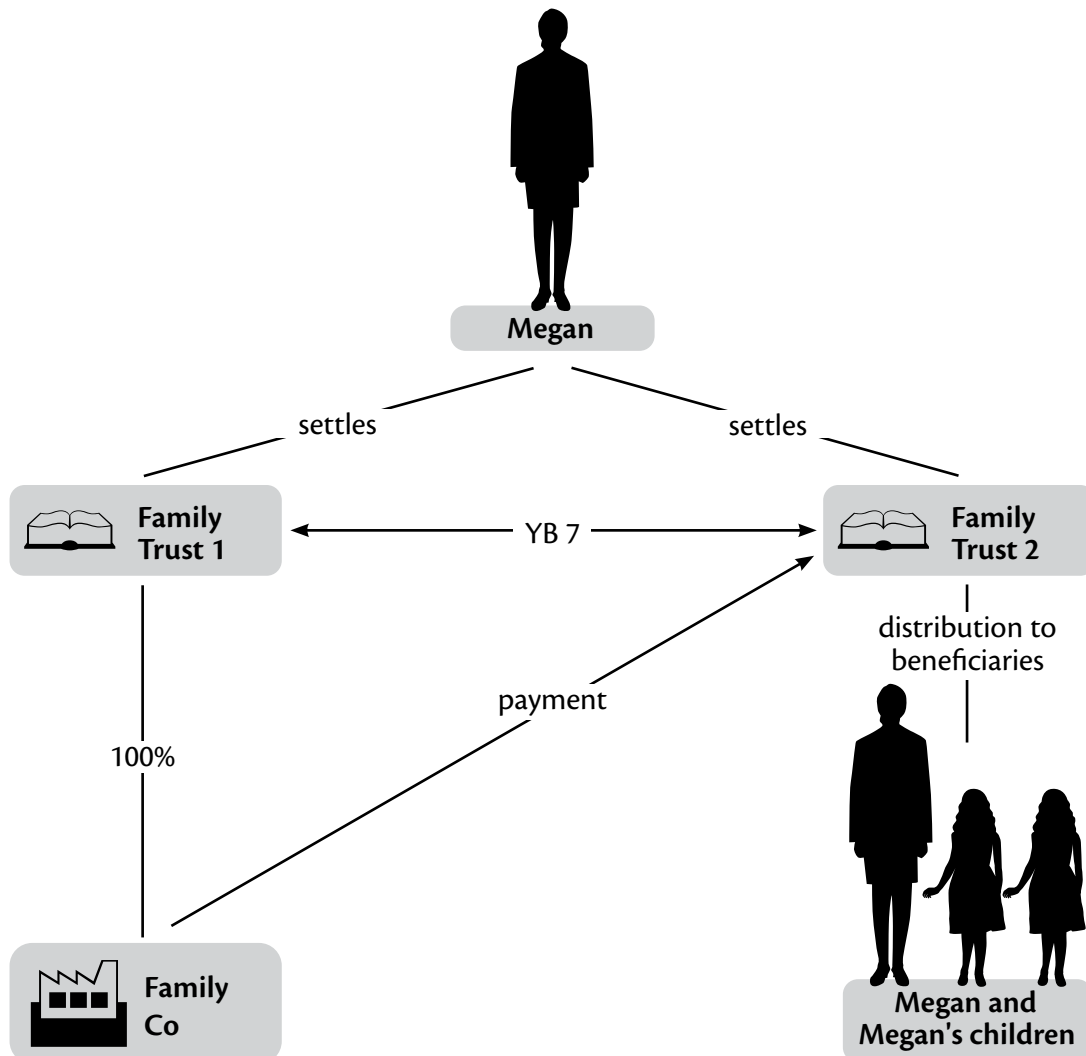 Megan
settles
settles
Family
Trust 1
YB 7
Family
Trust 2
distribution to
beneficiaries
payment
100%
Family
Co
Megan and
Megan's children